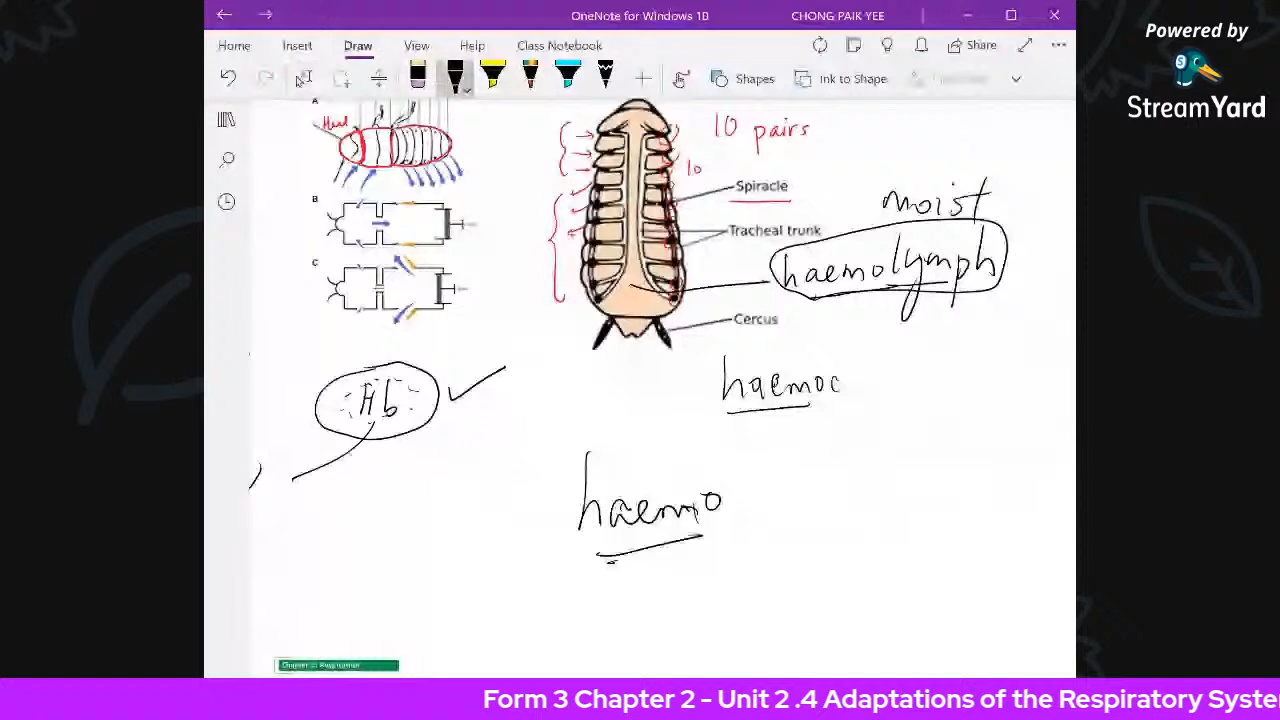 OneNote for Windows 10
CHONG PAIK YEE
Powered by
StreamYard
Home Insert Draw View Help Class Notebook Share
Shapes Ink to Shape
A
Head
10 pairs
10
Spiracle
moist
B
Tracheal trunk
haemolymph
C
Cercus
haemoc
Hb
haemo
Form 3 Chapter 2 - Unit 2 .4 Adaptations of the Respiratory Syste